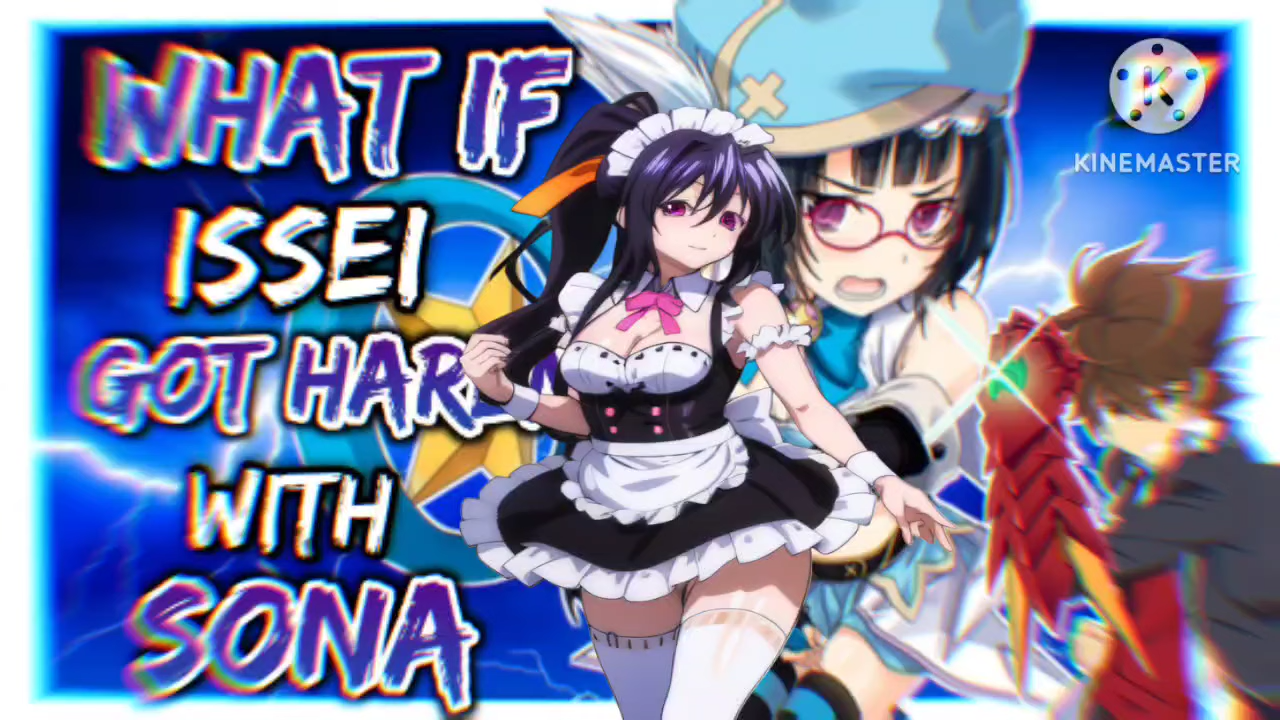 WHAT IF
ISSEI
GOT
WITH
SONA
K
KINEMASTER